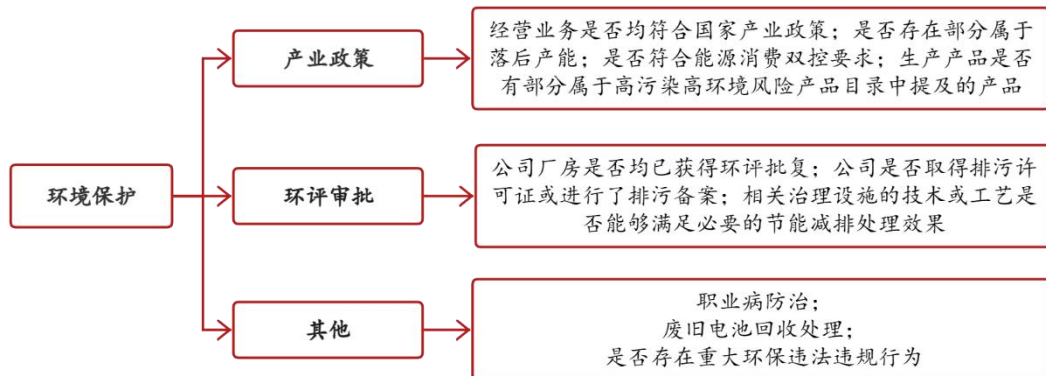 环境保护
产业政策
经营业务是否均符合国家产业政策；是否存在部分属于
落后产能；是否符合能源消费双控要求；生产产品是否
有部分属于高污染高环境风险产品目录中提及的产品
环评审批
公司厂房是否均已获得环评批复；公司是否取得排污许
可证或进行了排污备案；相关治理设施的技术或工艺是
否能够满足必要的节能减排处理效果
其他
职业病防治；
废旧电池回收处理；
是否存在重大环保违法违规行为